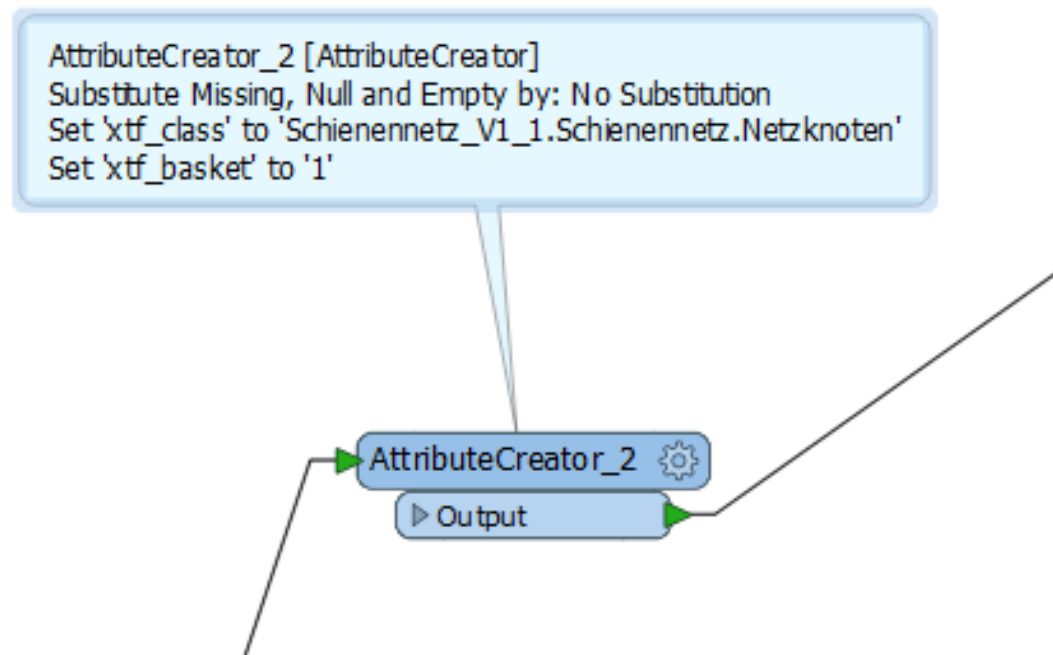 AttributeCreator_2 [AttributeCreator]
Substitute Missing, Null and Empty by: No Substitution
Set 'xtf_class' to 'Schienennetz_V1_1.Schienennetz.Netzknoten'
Set 'xtf_basket' to '1'
AttributeCreator_2
Output